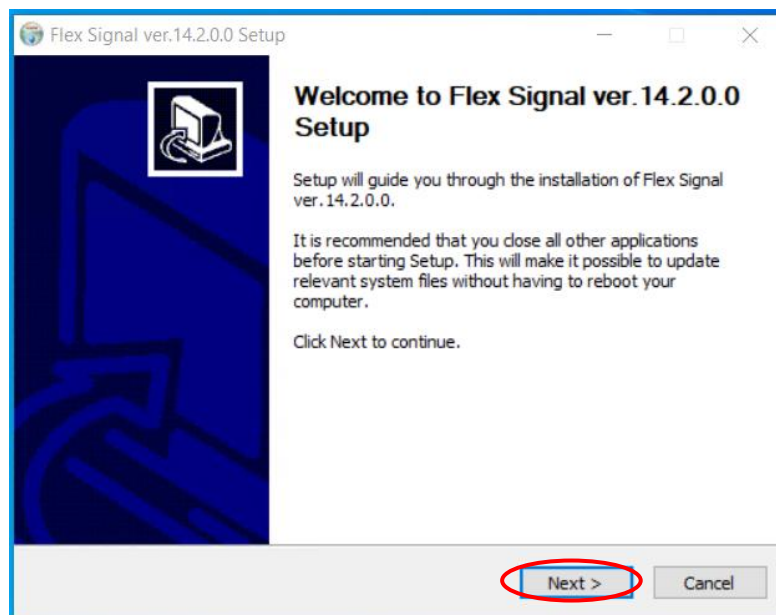 Flex Signal ver.14.2.0.0 Setup
Welcome to Flex Signal ver.14.2.0.0
Setup
Setup will guide you through the installation of Flex Signal
ver.14.2.0.0.
It is recommended that you close all other applications
before starting Setup. This will make it possible to update
relevant system files without having to reboot your
computer.
Click Next to continue.
Next >
Cancel